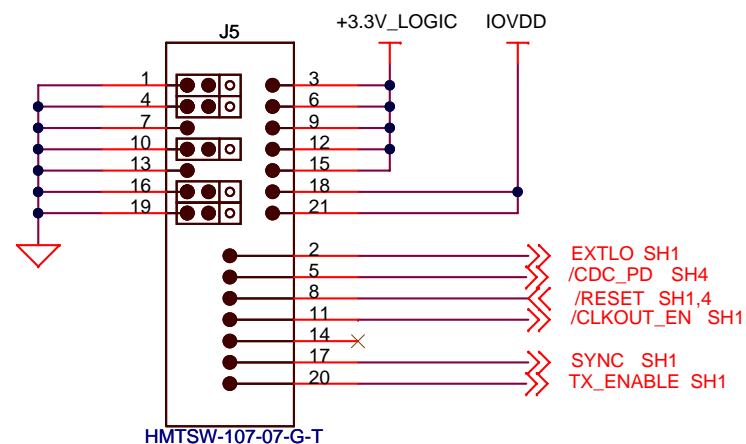 J5
+3.3V_LOGIC
IOVDD
1
3
4
6
7
9
10
12
13
15
16
18
19
21
2
EXTLO SH1
5
/CDC_PD SH4
8
/RESET SH1,4
11
/CLKOUT_EN SH1
14
17
SYNC SH1
20
TX_ENABLE SH1
HMTSW-107-07-G-T